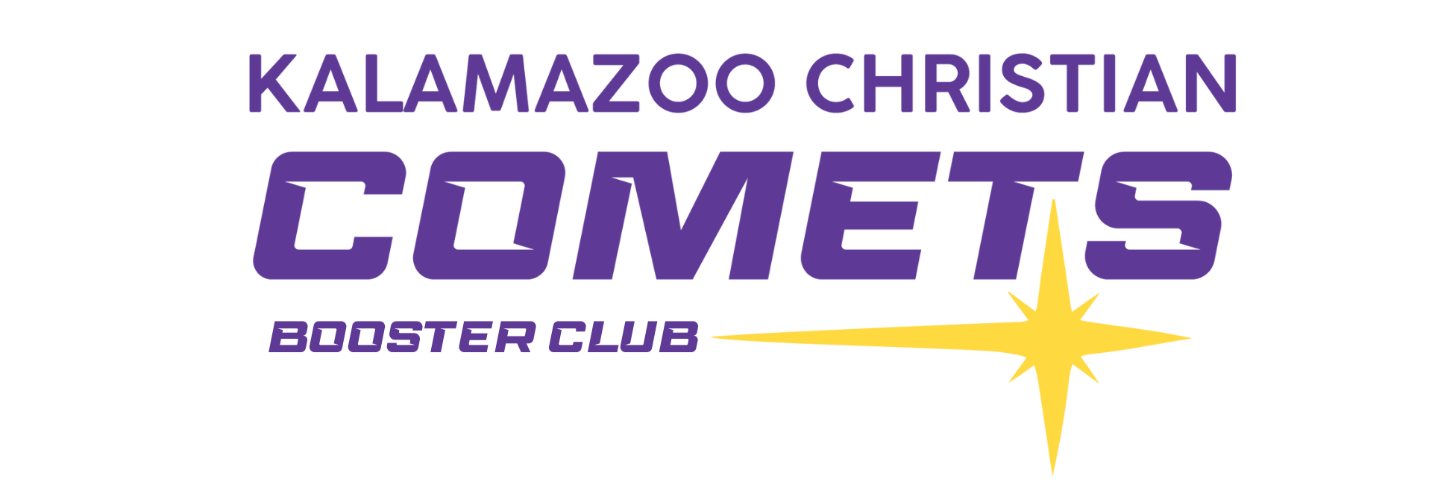 KALAMAZOO CHRISTIAN
COMETS
BOOSTER CLUB